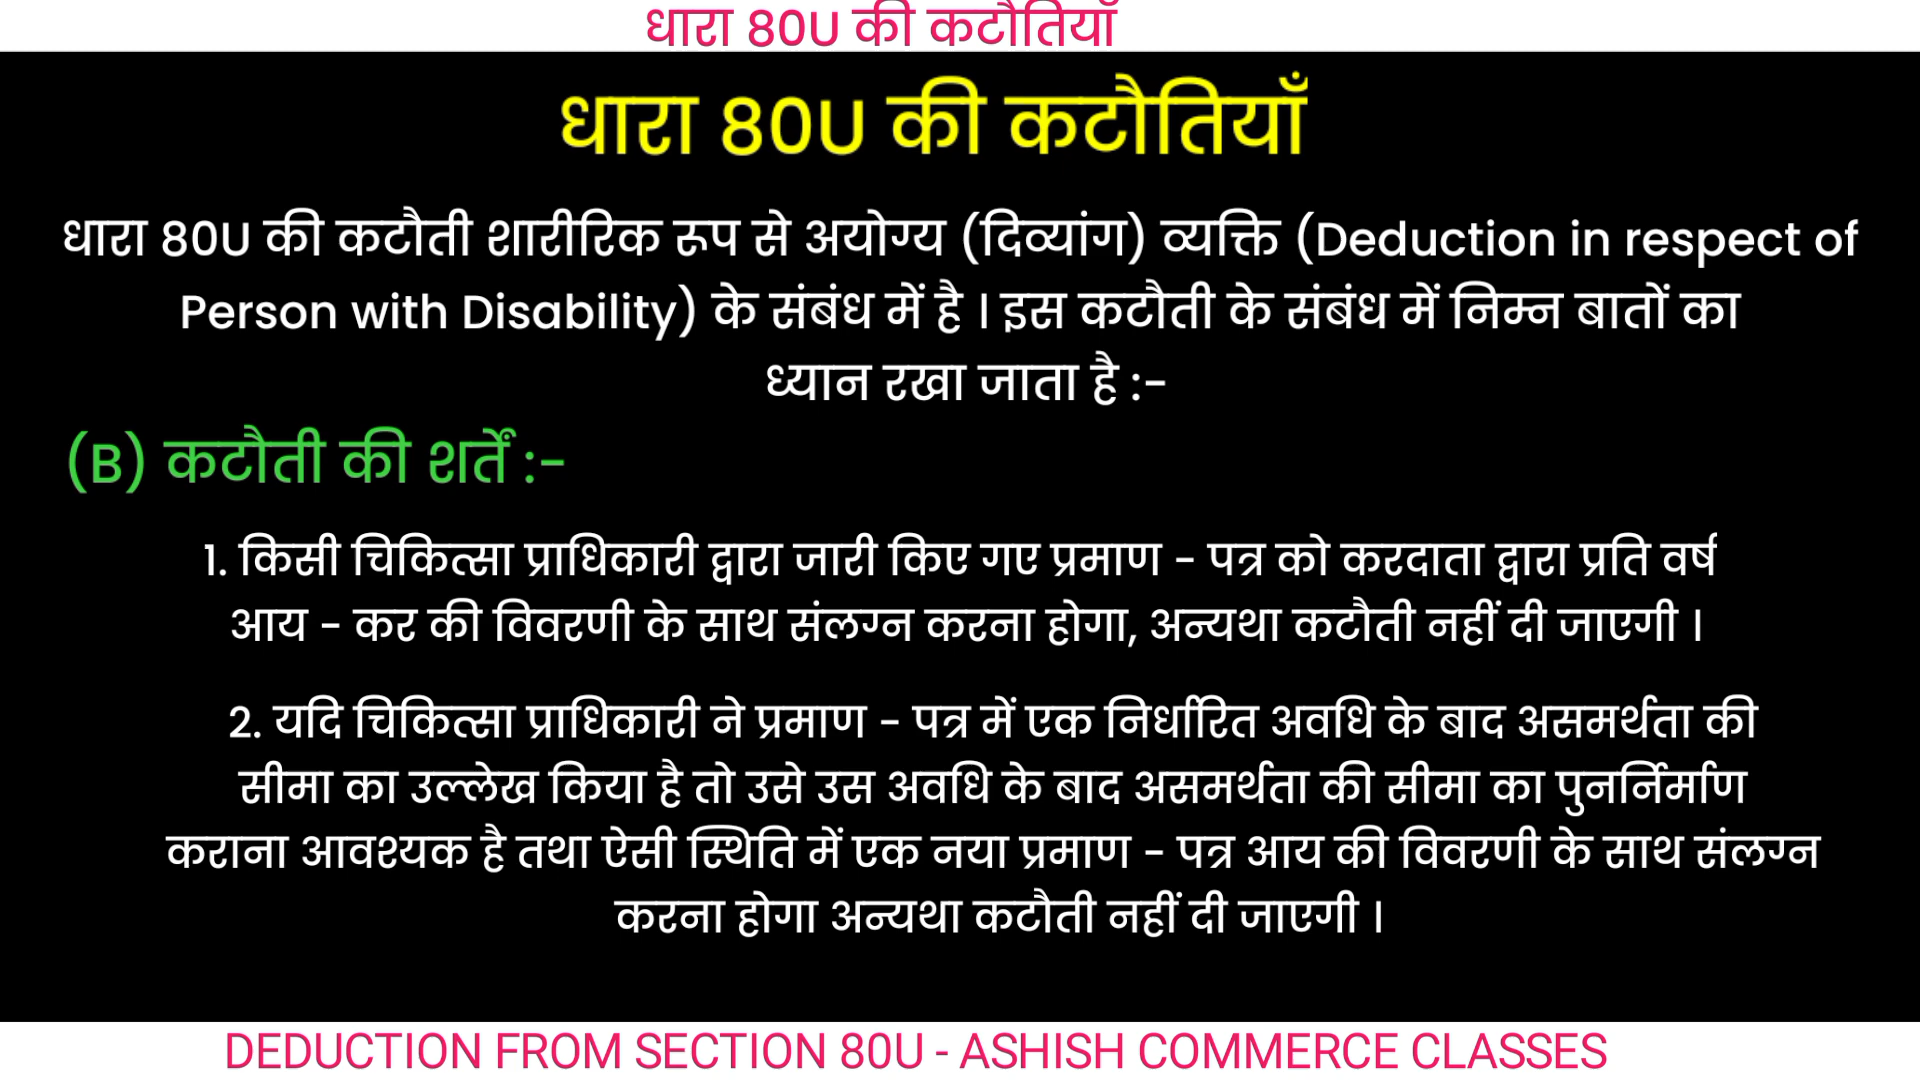 धारा 80U की कटौतियाँ
धारा 80U की कटौतियाँ
धारा 80U की कटौती शारीरिक रूप से अयोग्य (दिव्यांग) व्यक्ति (Deduction in respect of
Person with Disability) के संबंध में है । इस कटौती के संबंध में निम्न बातों का
ध्यान रखा जाता है :-
(B) कटौती की शर्तें :-
1. किसी चिकित्सा प्राधिकारी द्वारा जारी किए गए प्रमाण - पत्र को करदाता द्वारा प्रति वर्ष
आय - कर की विवरणी के साथ संलग्न करना होगा, अन्यथा कटौती नहीं दी जाएगी ।
2. यदि चिकित्सा प्राधिकारी ने प्रमाण - पत्र में एक निर्धारित अवधि के बाद असमर्थता की
सीमा का उल्लेख किया है तो उसे उस अवधि के बाद असमर्थता की सीमा का पुनर्निर्माण
कराना आवश्यक है तथा ऐसी स्थिति में एक नया प्रमाण - पत्र आय की विवरणी के साथ संलग्न
करना होगा अन्यथा कटौती नहीं दी जाएगी ।
DEDUCTION FROM SECTION 80U - ASHISH COMMERCE CLASSES